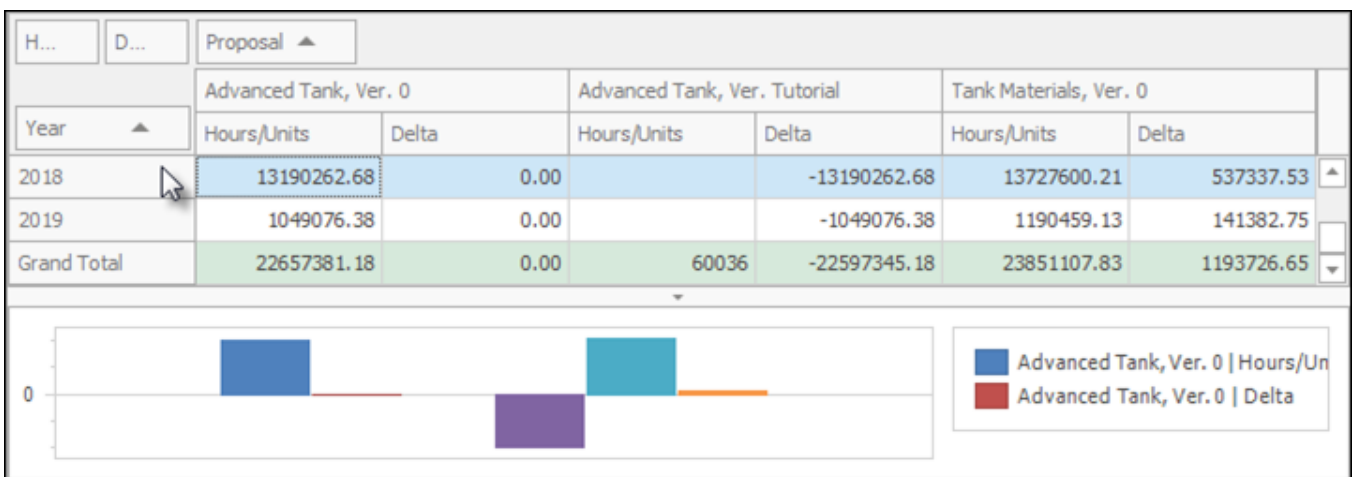 H... D... Proposal
Advanced Tank, Ver. 0 Advanced Tank, Ver. Tutorial Tank Materials, Ver. 0
Year Hours/Units Delta Hours/Units Delta Hours/Units Delta
2018 13190262.68 0.00 -13190262.68 13727600.21 537337.53
2019 1049076.38 0.00 -1049076.38 1190459.13 141382.75
Grand Total 22657381.18 0.00 60036 -22597345.18 23851107.83 1193726.65
Advanced Tank, Ver. 0 | Hours/Un
0 Advanced Tank, Ver. 0 | Delta